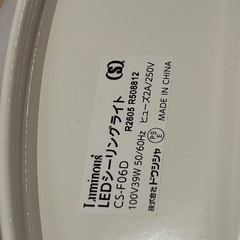 Luminous
LEDシーリングライト
CS-F06D
100V39W 50/60Hz
株式会社ドウシシャ
(S)
R2605 R508812
ヒューズ2A/250V
MADE IN CHINA
PS
E